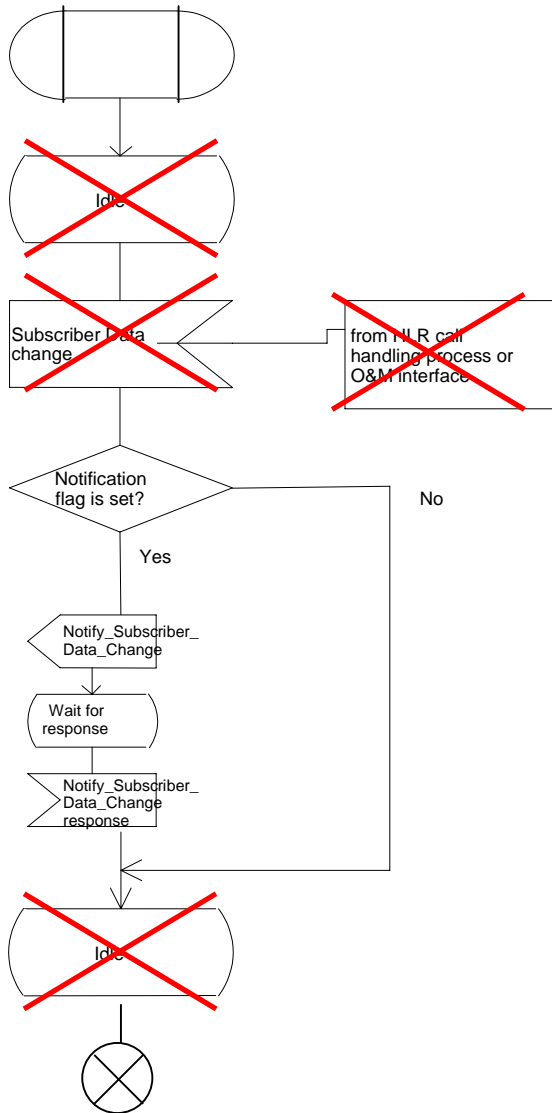 Idle
Subscriber Data
change
from HLR call
handling process or
O&M interface
Notification
flag is set?
No
Yes
Notify_Subscriber_
Data_Change
Wait for
response
Notify_Subscriber_
Data_Change
response
Idle